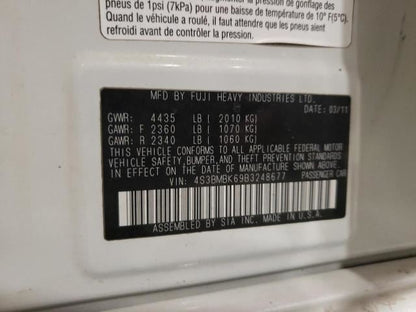 pression de gonflage des
pneus de 1psi (7kPa) pour une baisse de température de 10° F(5°C).
Quand le véhicule a roulé, il faut attendre que les pneus aient
refroidi avant de contrôler la pression.
MFD BY FUJI HEAVY INDUSTRIES LTD.
DATE: 03/11
GVWR: 4435 LB ( 2010 KG)
GAWR: F 2360 LB ( 1070 KG)
GAWR: R 2340 LB ( 1060 KG)
THIS VEHICLE CONFORMS TO ALL APPLICABLE FEDERAL MOTOR
VEHICLE SAFETY, BUMPER, AND THEFT PREVENTION STANDARDS
IN EFFECT ON THE DATE OF MANUFACTURE SHOWN ABOVE.
VIN: 4S3BMBK69B3248677 PASSENGER CAR
ASSEMBLED BY SIA INC. MADE IN U.S.A.